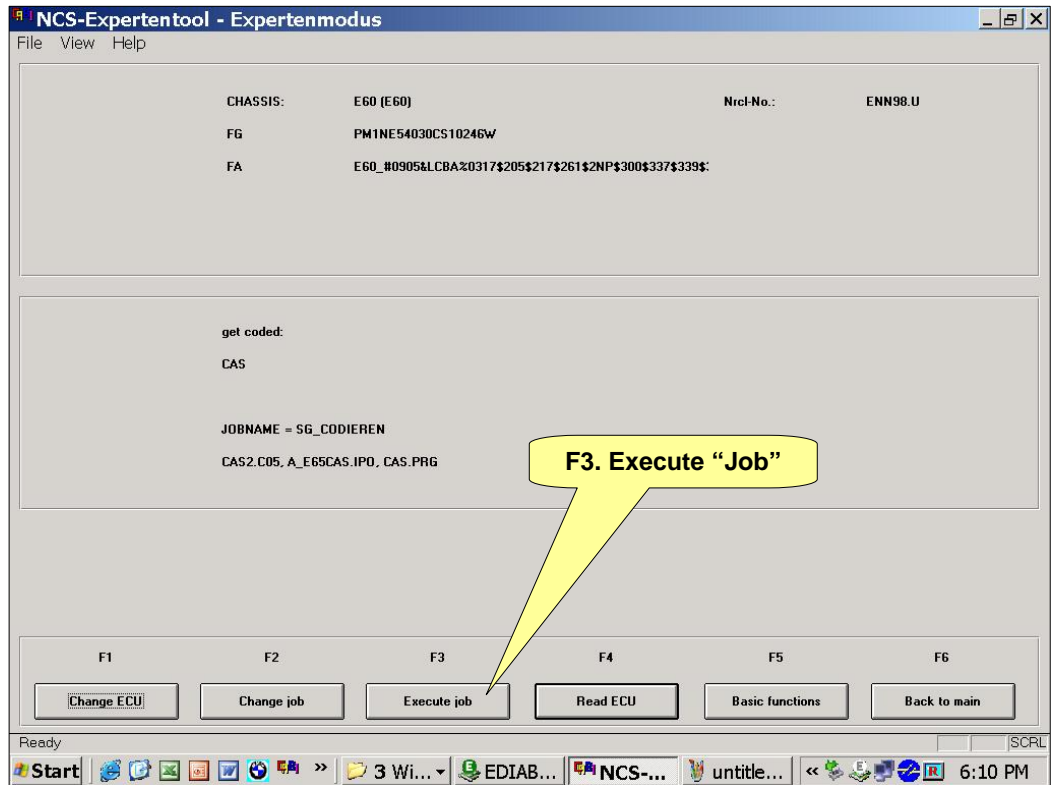 NCS-Expertentool - Expertenmodus
File View Help
CHASSIS: E60 (E60) Nrcl-No.: ENN98.U
FG PM1NE54030CS10246W
FA E60_#0905&LCBA%0317$205$217$261$2NP$300$337$339$:
get coded:
CAS
JOBNAME = SG_CODIEREN
CAS2.C05, A_E65CAS.IPO, CAS.PRG
F3. Execute “Job”
F1 F2 F3 F4 F5 F6
Change ECU Change job Execute job Read ECU Basic functions Back to main
Ready SCRL
Start » 3 Wi... EDIAB... NCS-... untitle... « 6:10 PM